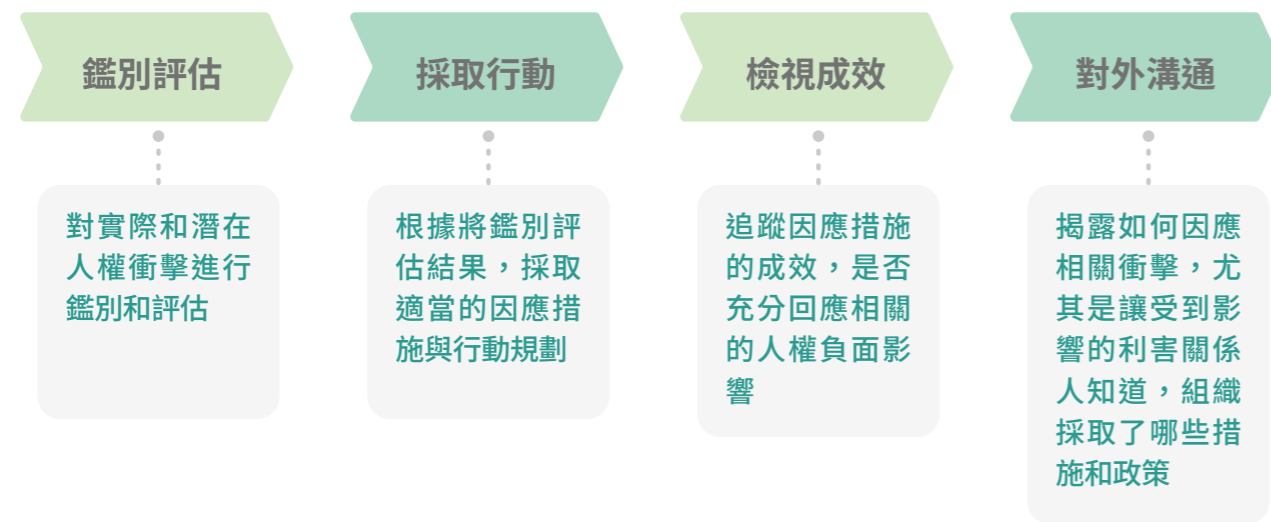 鑑別評估
對實際和潛在
人權衝擊進行
鑑別和評估
採取行動
根據將鑑別評
估結果，採取
適當的因應措
施與行動規劃
檢視成效
追蹤因應措施
的成效，是否
充分回應相關
的人權負面影
響
對外溝通
揭露如何因應
相關衝擊，尤
其是讓受到影
響的利害關係
人知道，組織
採取了哪些措
施和政策